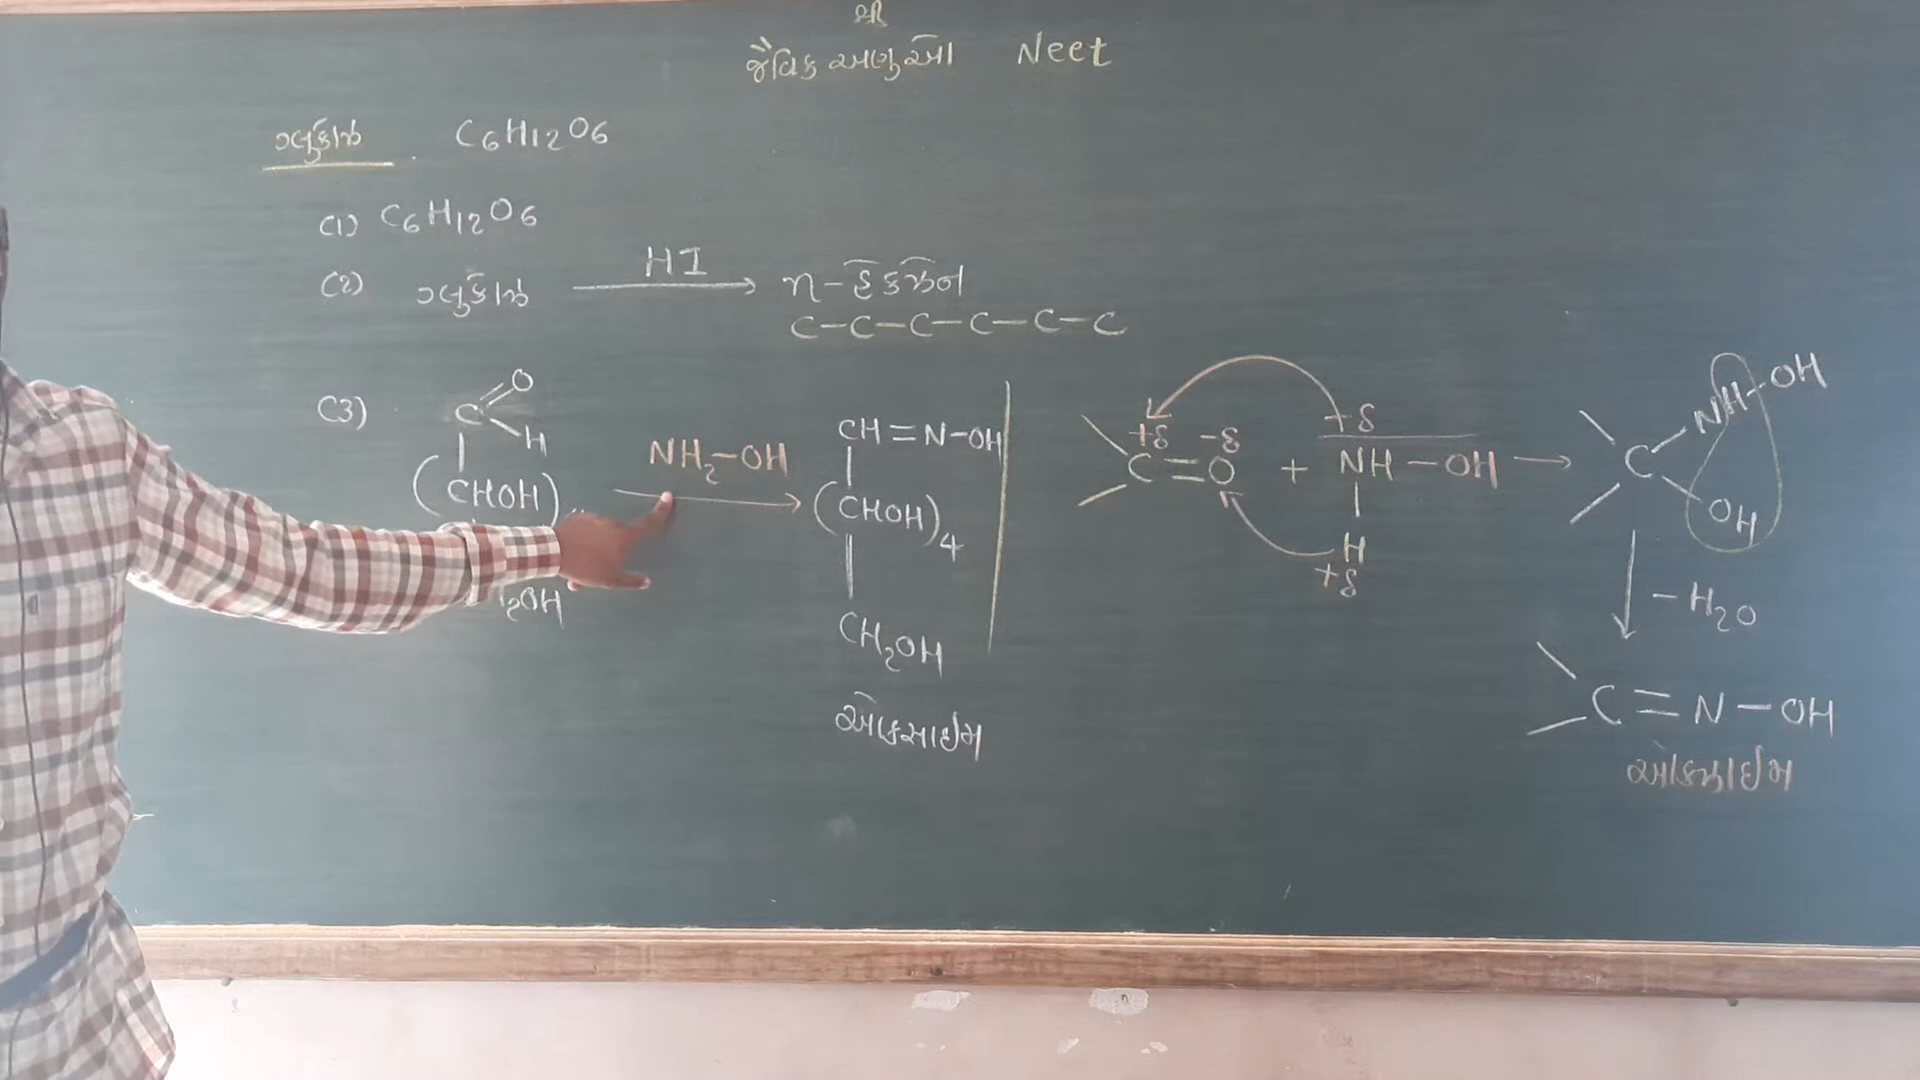 શ્રી
જૈવિક અણુઓ Neet
ગ્લુકોઝ. C6H12O6
(1) C6H12O6
(2) ગ્લુકોઝ HI → n-હેક્ઝેન
C-C-C-C-C-C
(3) C=O
H
(CHOH)
2OH
NH2-OH →
CH=N-OH
(CHOH)4
CH2OH
ઓક્સાઇમ
+δ -δ +δ
C=O + NH-OH →
H
+δ
C NH-OH
OH
↓ -H2O
C=N-OH
ઓક્ઝાઇમ